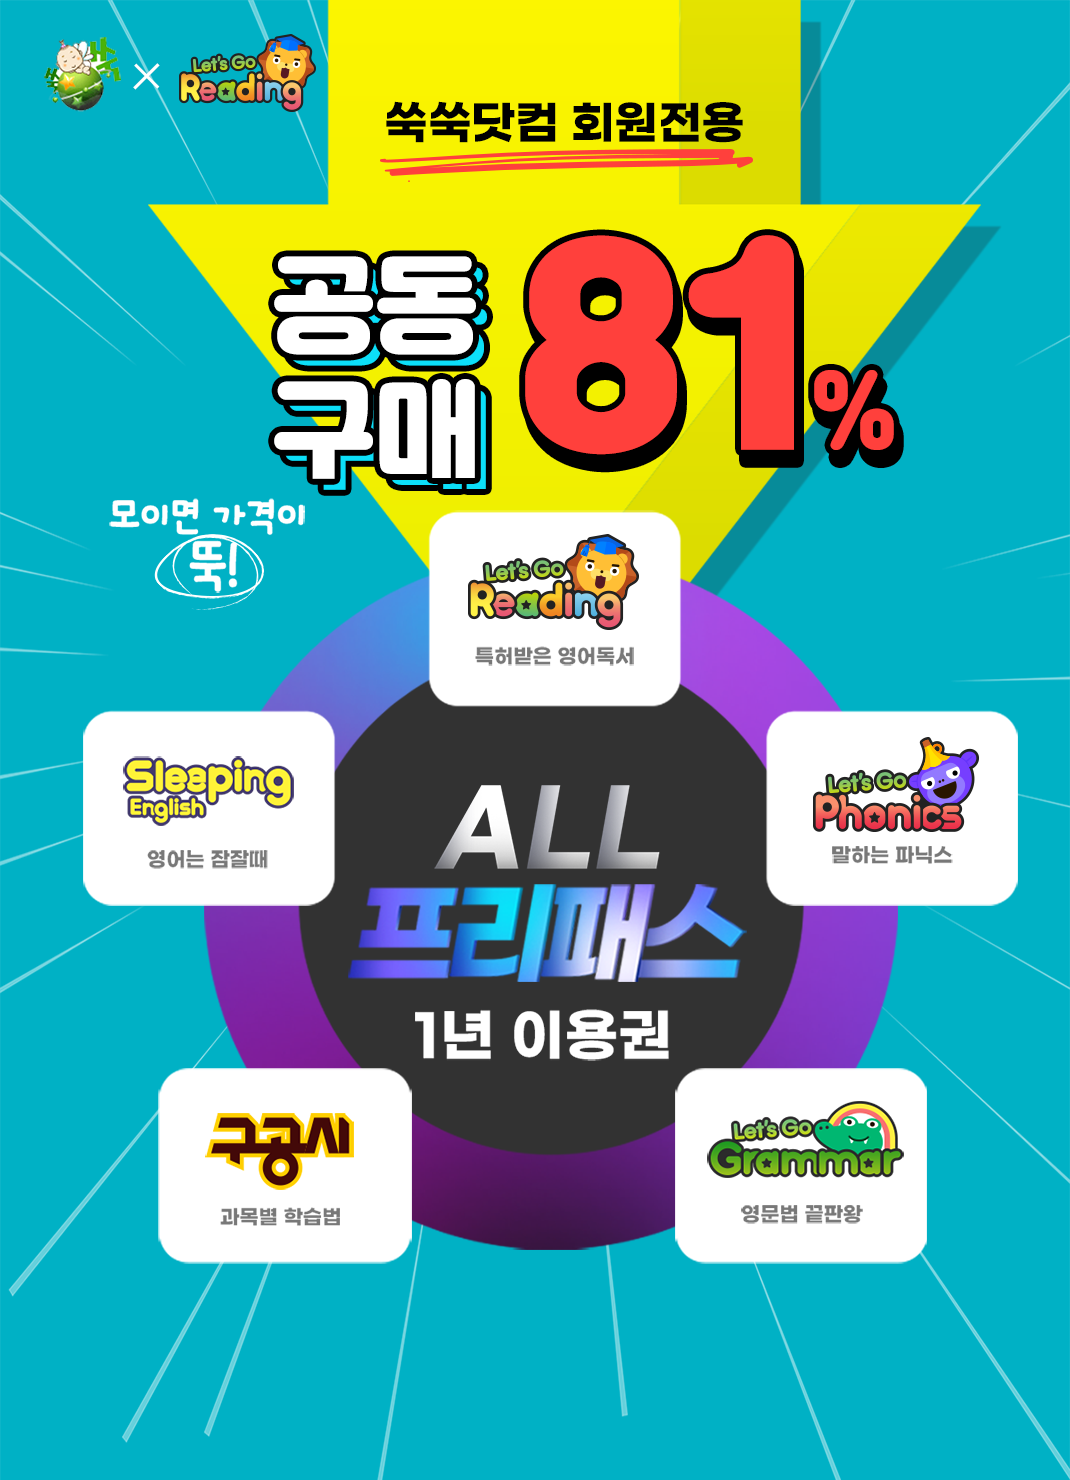 쑥쑥
×
Let's Go
Reading
쑥쑥닷컴 회원전용
공동
구매
81%
모이면 가격이
뚝!
Let's Go
Reading
특허받은 영어독서
Sleeping
English
영어는 잠잘때
Let's Go
Phonics
말하는 파닉스
ALL
프리패스
1년 이용권
구공시
과목별 학습법
Let's Go
Grammar
영문법 끝판왕